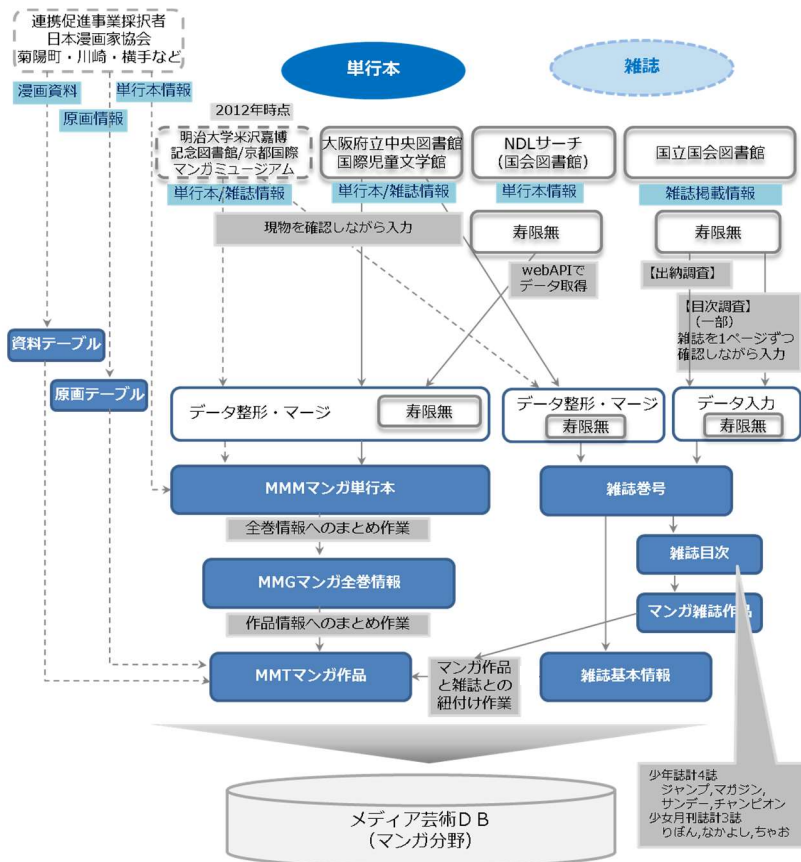 連携促進事業採択者
日本漫画家協会
菊陽町・川崎・横手など
漫画資料
原画情報
単行本情報
単行本
雑誌
2012年時点
明治大学米沢嘉博
記念図書館/京都国際
マンガミュージアム
大阪府立中央図書館
国際児童文学館
NDLサーチ
(国会図書館)
国立国会図書館
単行本/雑誌情報
単行本/雑誌情報
単行本情報
雑誌掲載情報
現物を確認しながら入力
寿限無
寿限無
webAPIで
データ取得
【出納調査】
【目次調査】
(一部)
雑誌を1ページずつ
確認しながら入力
資料テーブル
原画テーブル
データ整形・マージ
寿限無
データ整形・マージ
寿限無
データ入力
寿限無
MMMマンガ単行本
雑誌巻号
全巻情報へのまとめ作業
雑誌目次
MMGマンガ全巻情報
マンガ雑誌作品
作品情報へのまとめ作業
MMTマンガ作品
マンガ作品
と雑誌との
紐付け作業
雑誌基本情報
少年誌計4誌
ジャンプ,マガジン,
サンデー,チャンピオン
少女月刊誌計3誌
りぼん,なかよし,ちゃお
メディア芸術DB
(マンガ分野)